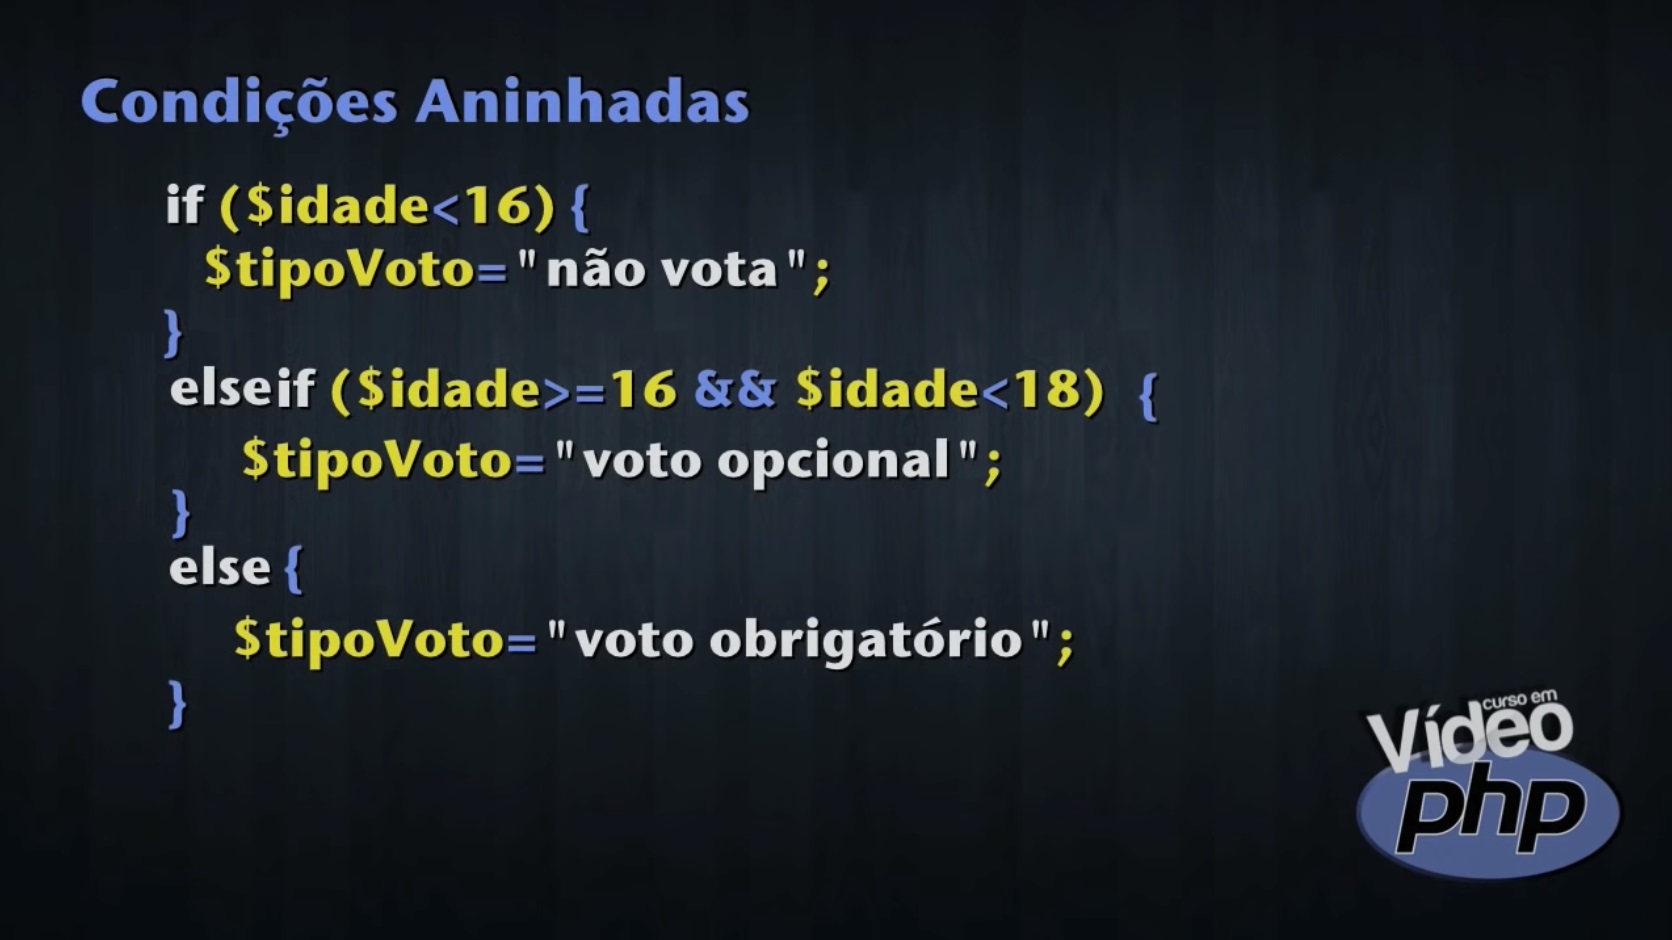 Condições Aninhadas
if ($idade<16) {
$tipoVoto="não vota";
}
elseif ($idade>=16 && $idade<18) {
$tipoVoto="voto opcional";
}
else {
$tipoVoto="voto obrigatório";
}
curso em
Vídeo
php